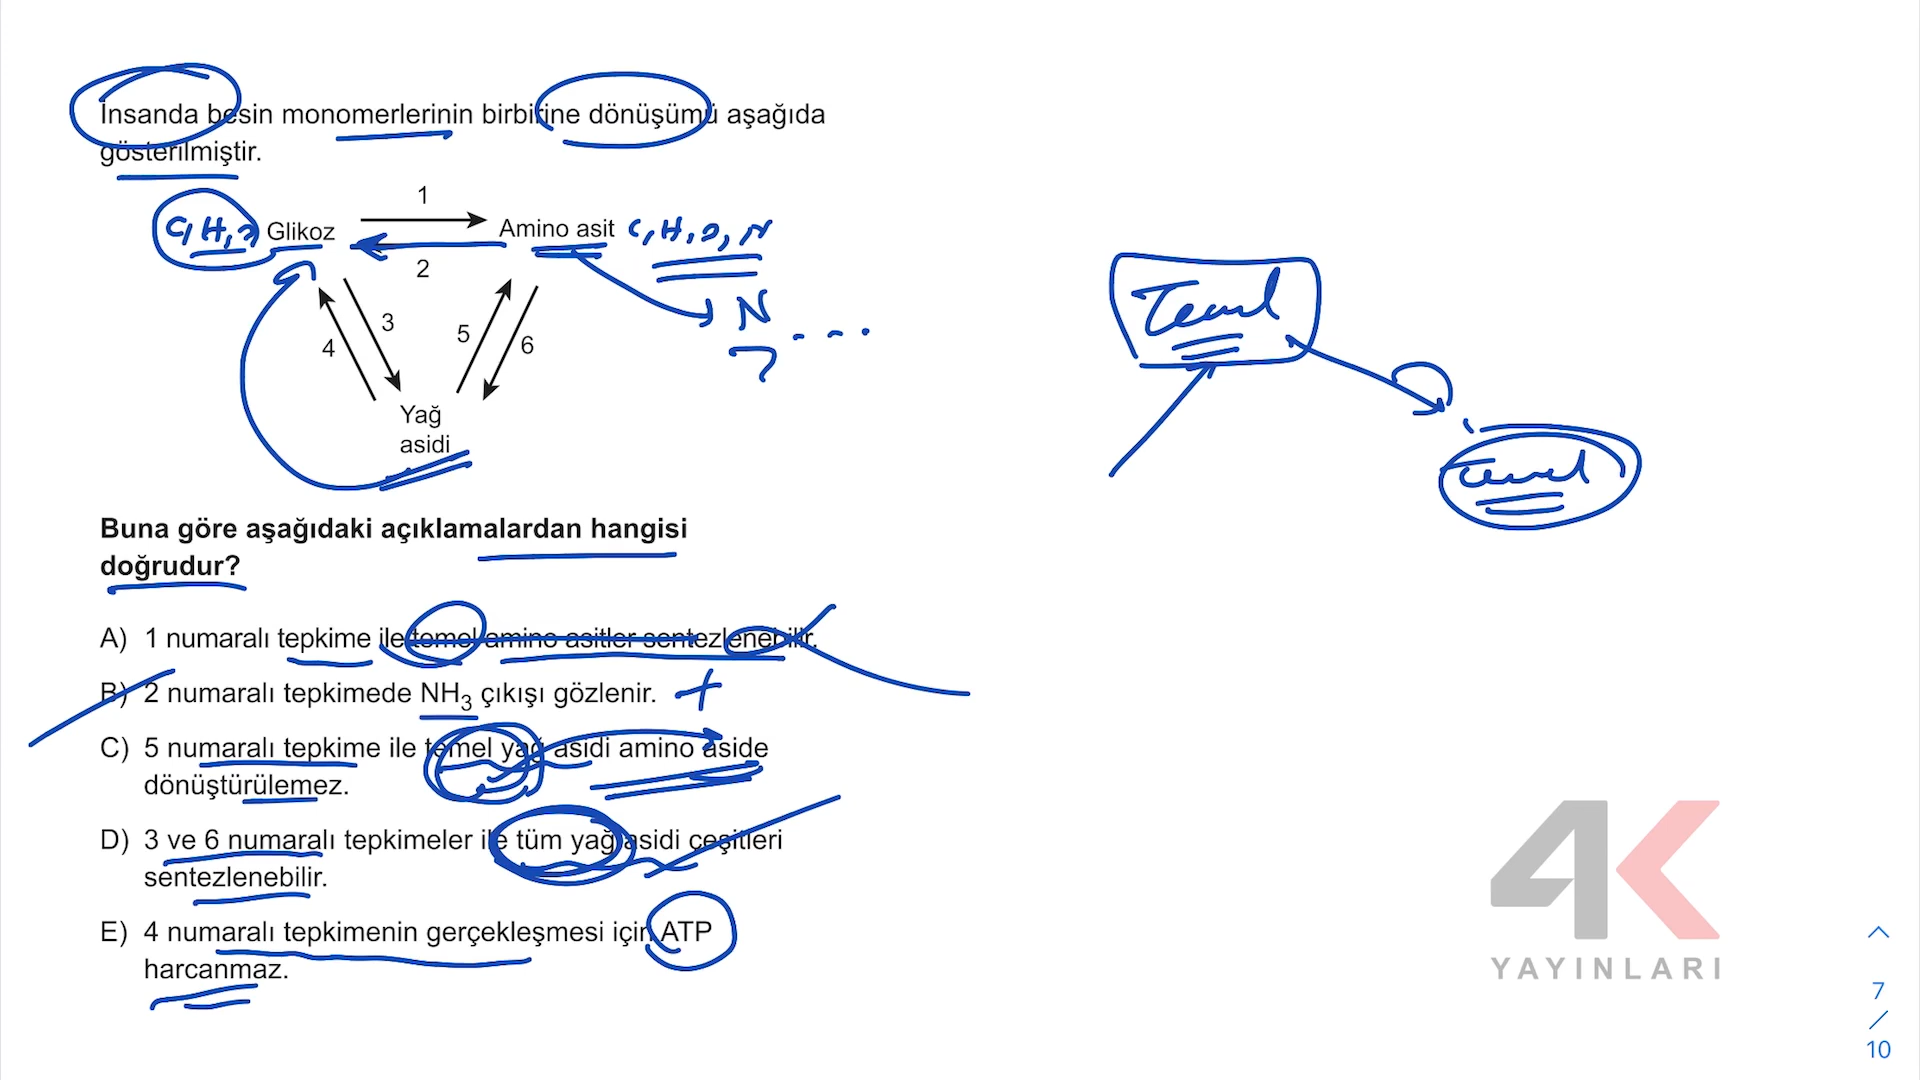 İnsanda besin monomerlerinin birbirine dönüşümü aşağıda
gösterilmiştir.
1
C, H, O Glikoz
Amino asit C, H, O, N
2
N
?
3
4
5
6
Yağ
asidi
Temel
Temel
Buna göre aşağıdaki açıklamalardan hangisi
doğrudur?
A) 1 numaralı tepkime ile temel amino asitler sentezlenebilir.
B) 2 numaralı tepkimede NH3 çıkışı gözlenir. +
C) 5 numaralı tepkime ile temel yağ asidi amino aside
dönüştürülemez.
D) 3 ve 6 numaralı tepkimeler ile tüm yağ asidi çeşitleri
sentezlenebilir.
E) 4 numaralı tepkimenin gerçekleşmesi için ATP
harcanmaz.
4K
YAYINLARI
7
/
10